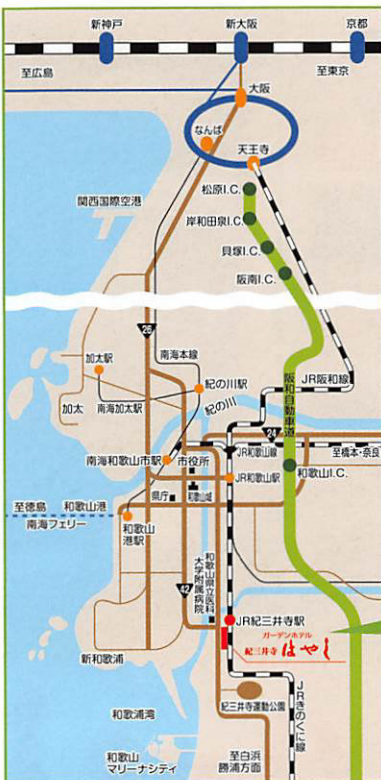 新神戸
新大阪
京都
至広島
至東京
大阪
なんば
天王寺
松原I.C.
関西国際空港
岸和田泉I.C.
貝塚I.C.
阪南I.C.
26
南海本線
加太駅
紀の川駅
JR阪和線
阪和自動車道
加太
南海加太駅
紀の川
24
南海和歌山市駅
市役所
JR和歌山線
至橋本・奈良
県庁
和歌山城
JR和歌山駅
和歌山I.C.
至徳島
和歌山港
南海フェリー
和歌山
港駅
和歌山県立医科
大学附属病院
42
JR紀三井寺駅
ガーデンホテル
紀三井寺 はやし
新和歌浦
紀三井寺運動公園
JRきのくに線
和歌浦湾
和歌山
マリーナシティ
至白浜
勝浦方面